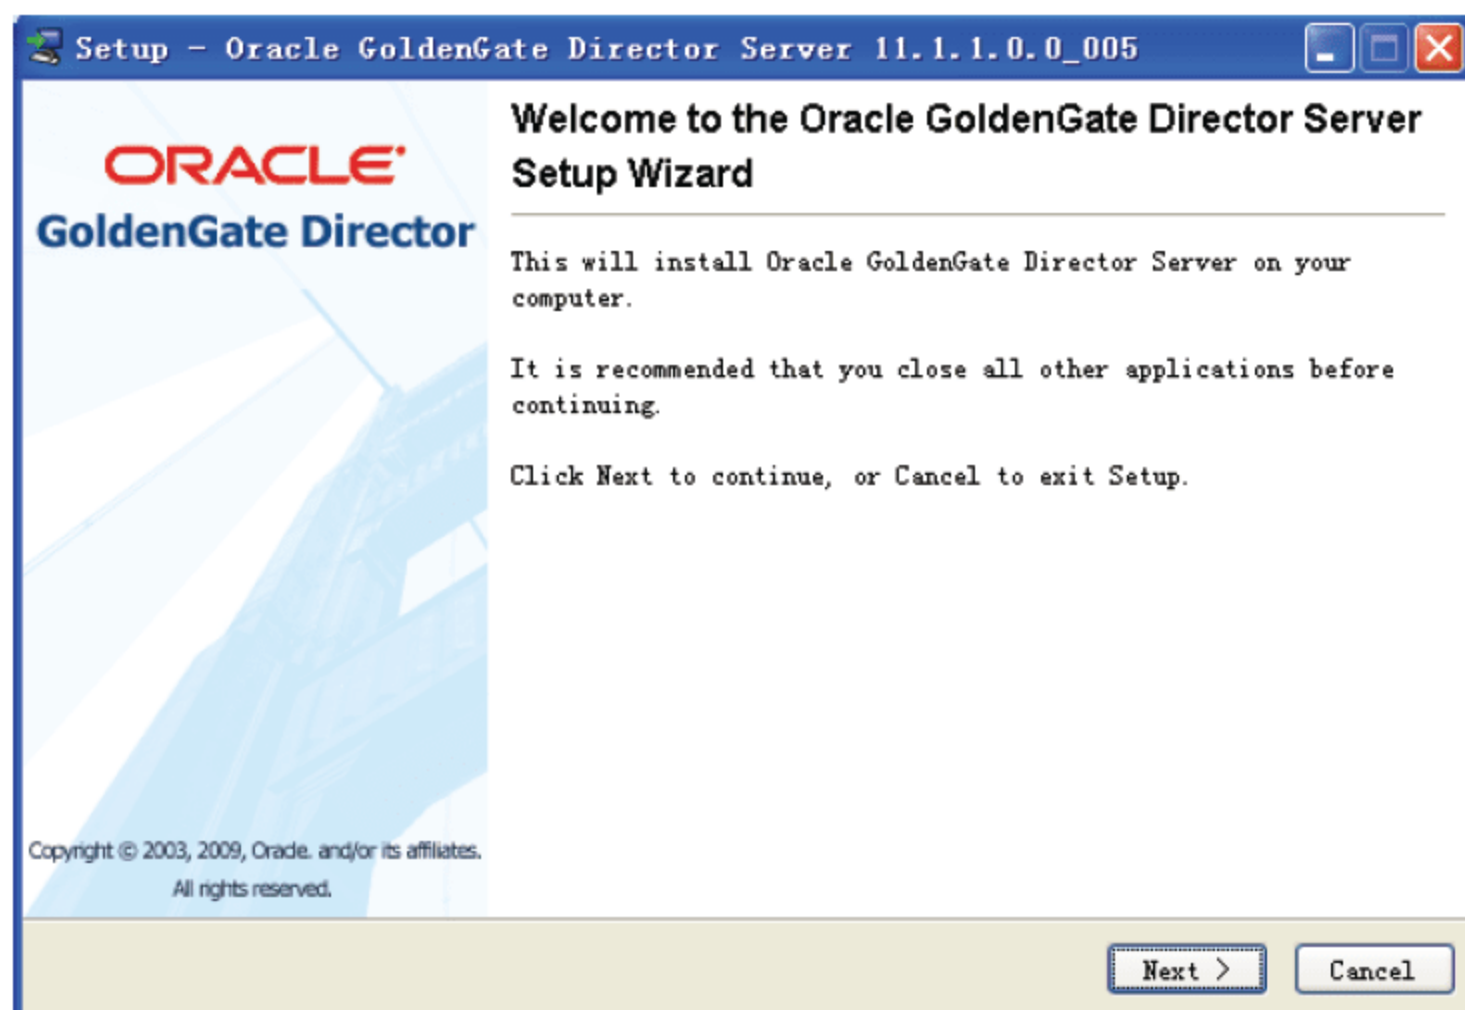 Setup - Oracle GoldenGate Director Server 11.1.1.0.0_005
ORACLE
GoldenGate Director
Welcome to the Oracle GoldenGate Director Server
Setup Wizard
This will install Oracle GoldenGate Director Server on your
computer.
It is recommended that you close all other applications before
continuing.
Click Next to continue, or Cancel to exit Setup.
Copyright © 2003, 2009, Oracle. and/or its affiliates.
All rights reserved.
Next >
Cancel